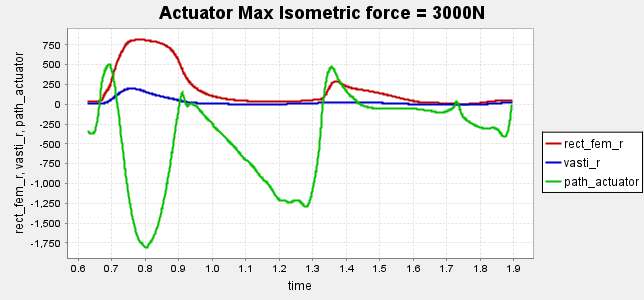 Actuator Max Isometric force = 3000N
rect_fem_r, vasti_r, path_actuator
750
500
250
0
-250
-500
-750
-1,000
-1,250
-1,500
-1,750
0.6 0.7 0.8 0.9 1.0 1.1 1.2 1.3 1.4 1.5 1.6 1.7 1.8 1.9
time
rect_fem_r
vasti_r
path_actuator